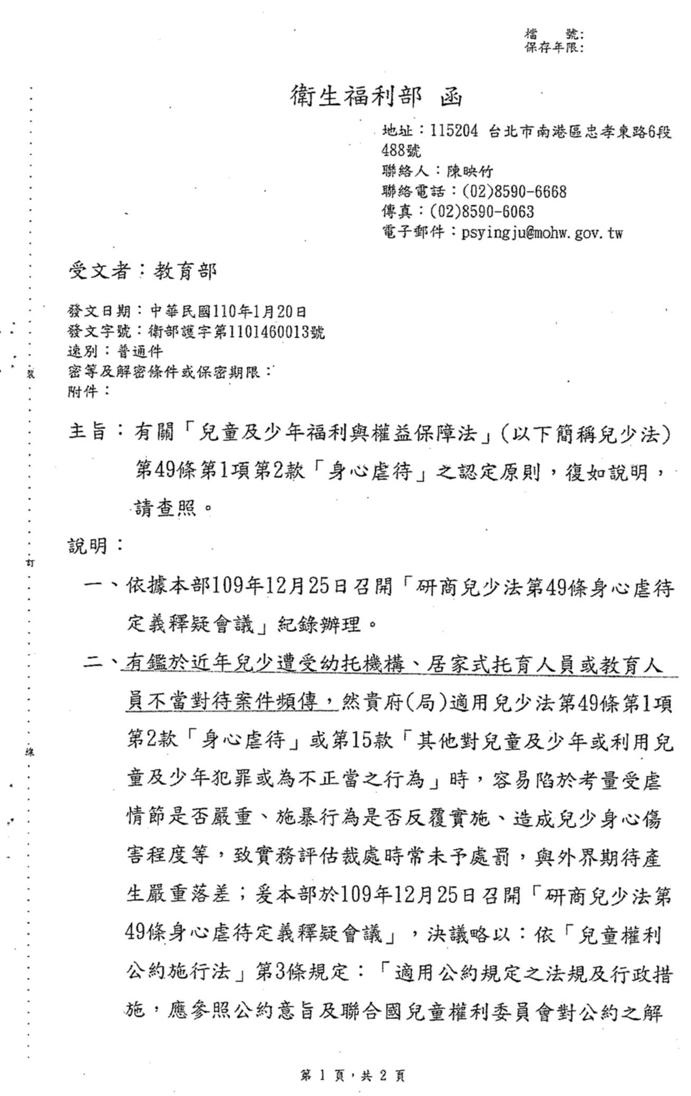 檔　　號:
保存年限:
衛生福利部　函
地址：115204 台北市南港區忠孝東路6段
488號
聯絡人：陳映竹
聯絡電話：(02)8590-6668
傳真：(02)8590-6063
電子郵件：psyingju@mohw.gov.tw
受文者：教育部
發文日期：中華民國110年1月20日
發文字號：衛部護字第1101460013號
速別：普通件
密等及解密條件或保密期限：
附件：
主旨：有關「兒童及少年福利與權益保障法」(以下簡稱兒少法)
第49條第1項第2款「身心虐待」之認定原則，復如說明，
請查照。
說明：
一、依據本部109年12月25日召開「研商兒少法第49條身心虐待
定義釋疑會議」紀錄辦理。
二、有鑑於近年兒少遭受幼托機構、居家式托育人員或教育人
員不當對待案件頻傳，然貴府(局)適用兒少法第49條第1項
第2款「身心虐待」或第15款「其他對兒童及少年或利用兒
童及少年犯罪或為不正當之行為」時，容易陷於考量受虐
情節是否嚴重、施暴行為是否反覆實施、造成兒少身心傷
害程度等，致實務評估裁處時常未予處罰，與外界期待產
生嚴重落差；爰本部於109年12月25日召開「研商兒少法第
49條身心虐待定義釋疑會議」，決議略以：依「兒童權利
公約施行法」第3條規定：「適用公約規定之法規及行政措
施，應參照公約意旨及聯合國兒童權利委員會對公約之解
裝
訂
線
第 1 頁，共 2 頁